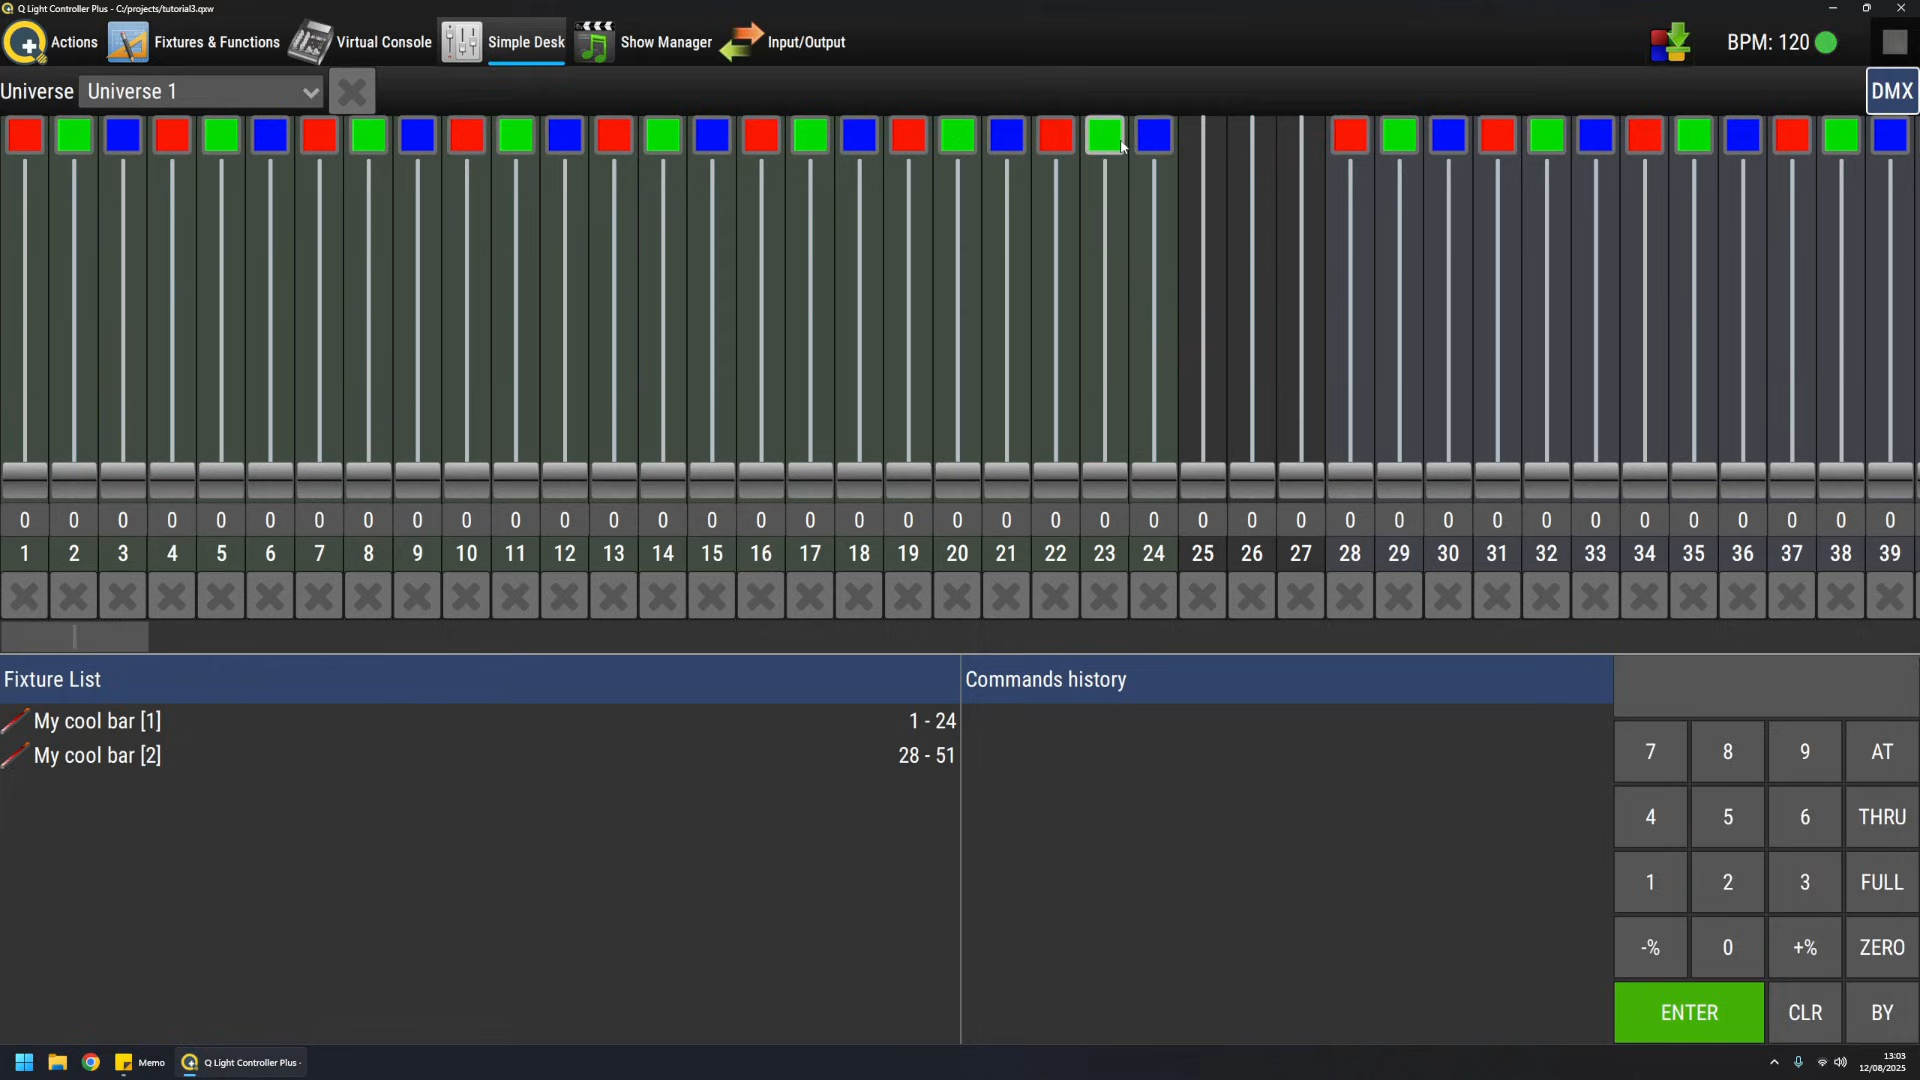 Q Light Controller Plus - C:/projects/tutorial3.qxw
Actions Fixtures & Functions Virtual Console Simple Desk Show Manager Input/Output BPM: 120
Universe Universe 1 DMX
0 0 0 0 0 0 0 0 0 0 0 0 0 0 0 0 0 0 0 0 0 0 0 0 0 0 0 0 0 0 0 0 0 0 0 0 0 0 0
1 2 3 4 5 6 7 8 9 10 11 12 13 14 15 16 17 18 19 20 21 22 23 24 25 26 27 28 29 30 31 32 33 34 35 36 37 38 39
Fixture List
My cool bar [1] 1 - 24
My cool bar [2] 28 - 51
Commands history
7 8 9 AT
4 5 6 THRU
1 2 3 FULL
-% 0 +% ZERO
ENTER CLR BY
Memo Q Light Controller Plus -
13:03
12/08/2025